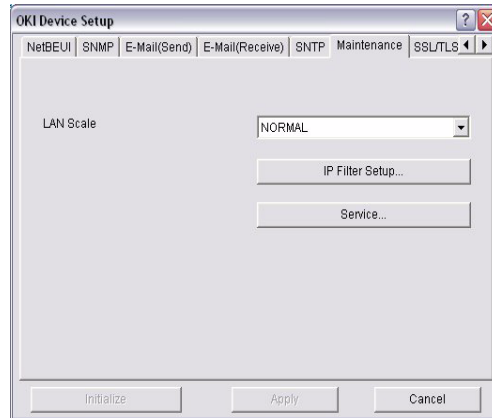 OKI Device Setup
NetBEUI SNMP E-Mail(Send) E-Mail(Receive) SNTP Maintenance SSL/TLS
LAN Scale NORMAL
IP Filter Setup...
Service...
Initialize Apply Cancel